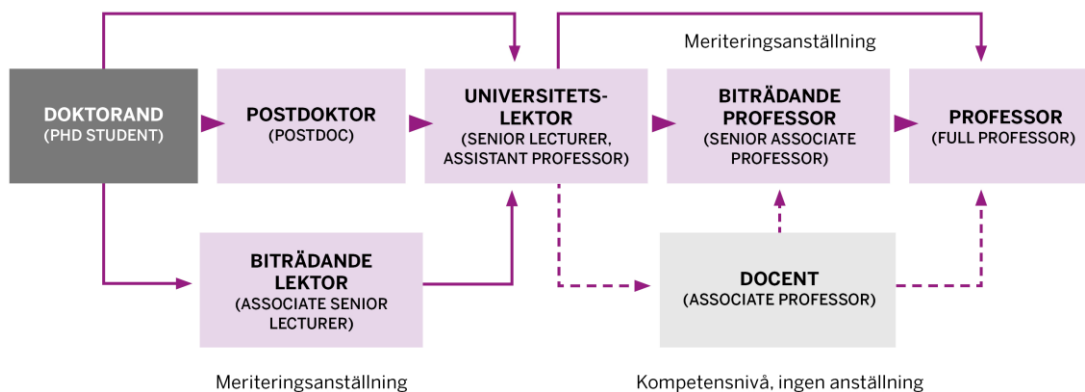 Meriteringsanställning
DOKTORAND
(PHD STUDENT)
POSTDOKTOR
(POSTDOC)
UNIVERSITETS-
LEKTOR
(SENIOR LECTURER,
ASSISTANT PROFESSOR)
BITRÄDANDE
PROFESSOR
(SENIOR ASSOCIATE
PROFESSOR)
PROFESSOR
(FULL PROFESSOR)
BITRÄDANDE
LEKTOR
(ASSOCIATE SENIOR
LECTURER)
DOCENT
(ASSOCIATE PROFESSOR)
Meriteringsanställning
Kompetensnivå, ingen anställning